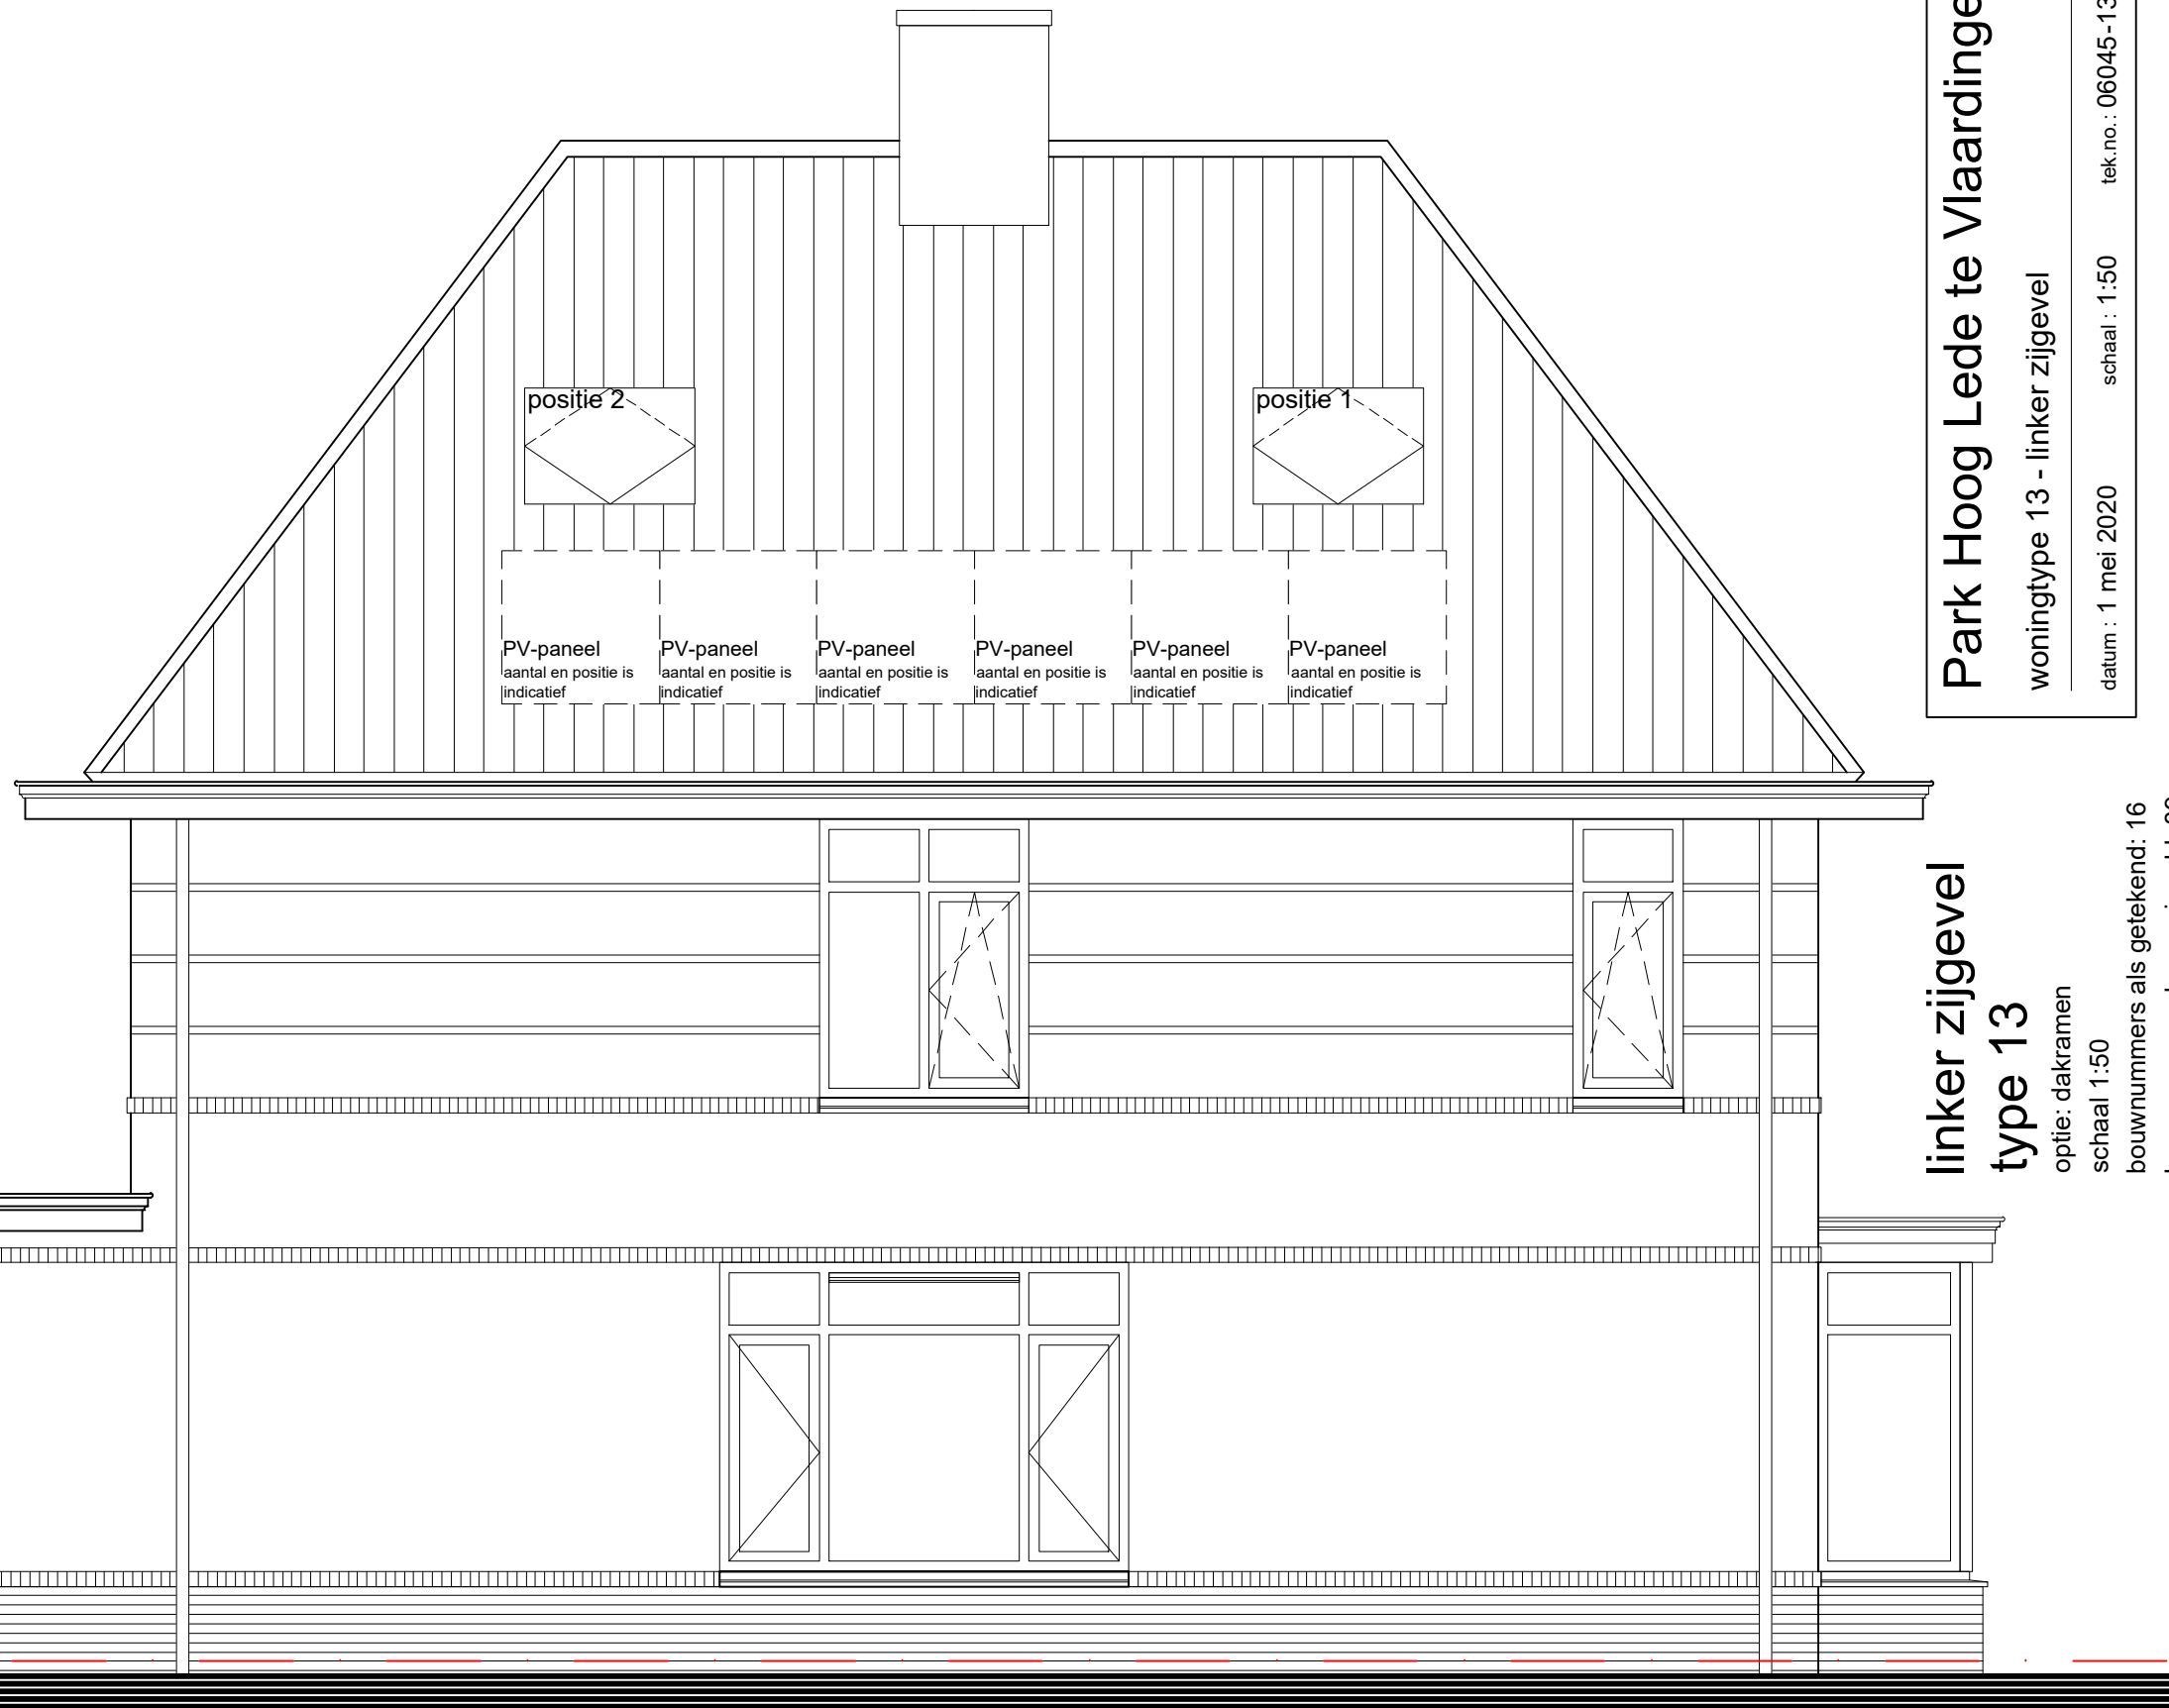 positie 2
positie 1
PV-paneel
aantal en positie is
indicatief
PV-paneel
aantal en positie is
indicatief
PV-paneel
aantal en positie is
indicatief
PV-paneel
aantal en positie is
indicatief
PV-paneel
aantal en positie is
indicatief
PV-paneel
aantal en positie is
indicatief
Park Hoog Lede te Vlaardinge
woningtype 13 - linker zijgevel
datum : 1 mei 2020 schaal : 1:50 tek.no.: 06045-13
linker zijgevel
type 13
optie: dakramen
schaal 1:50
bouwnummers als getekend: 16